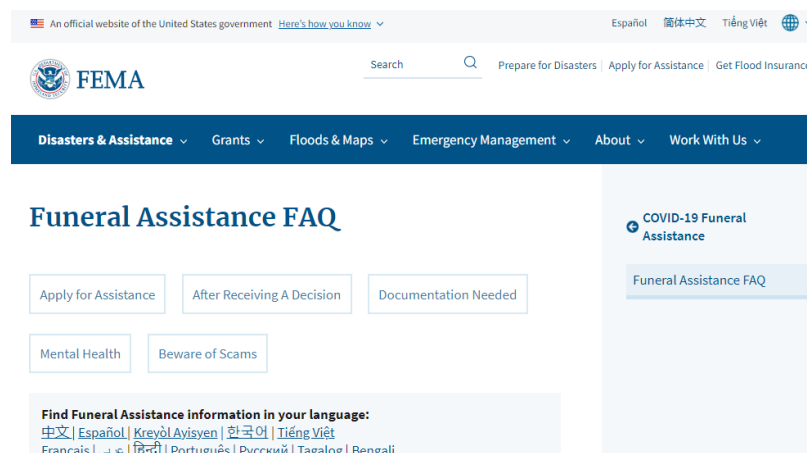 An official website of the United States government Here's how you know
Español 简体中文 Tiếng Việt
FEMA
Search
Prepare for Disasters | Apply for Assistance | Get Flood Insurance
Disasters & Assistance Grants Floods & Maps Emergency Management About Work With Us
Funeral Assistance FAQ
COVID-19 Funeral
Assistance
Funeral Assistance FAQ
Apply for Assistance After Receiving A Decision Documentation Needed
Mental Health Beware of Scams
Find Funeral Assistance information in your language:
中文 | Español | Kreyòl Ayisyen | 한국어 | Tiếng Việt
Français | हिन्दी | Português | Русский | Tagalog | Bengali